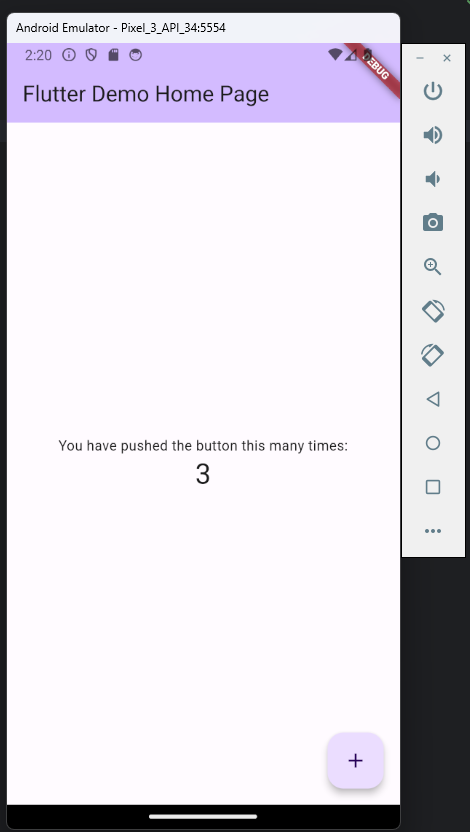 Android Emulator - Pixel_3_API_34:5554
2:20
DEBUG
Flutter Demo Home Page
You have pushed the button this many times:
3